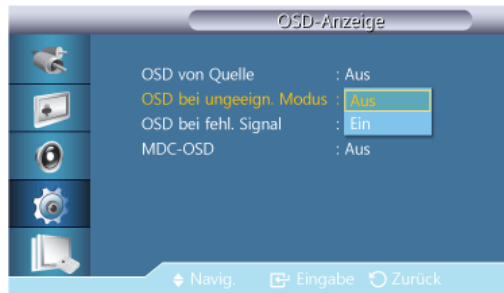 OSD-Anzeige
OSD von Quelle : Aus
OSD bei ungeeign. Modus : Aus
OSD bei fehl. Signal : Ein
MDC-OSD : Aus
Navig. Eingabe Zurück